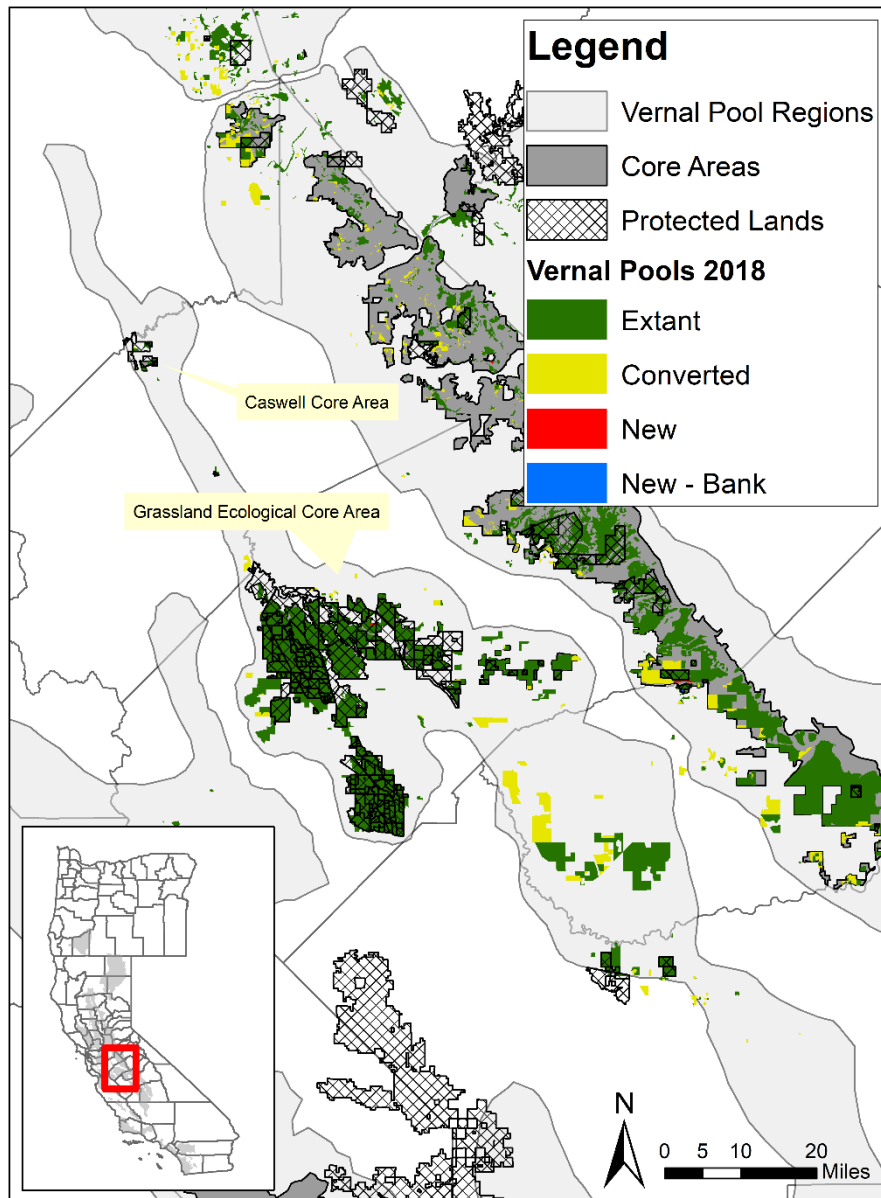 Legend
Vernal Pool Regions
Core Areas
Protected Lands
Vernal Pools 2018
Extant
Converted
New
New - Bank
Caswell Core Area
Grassland Ecological Core Area
N
0 5 10 20
Miles